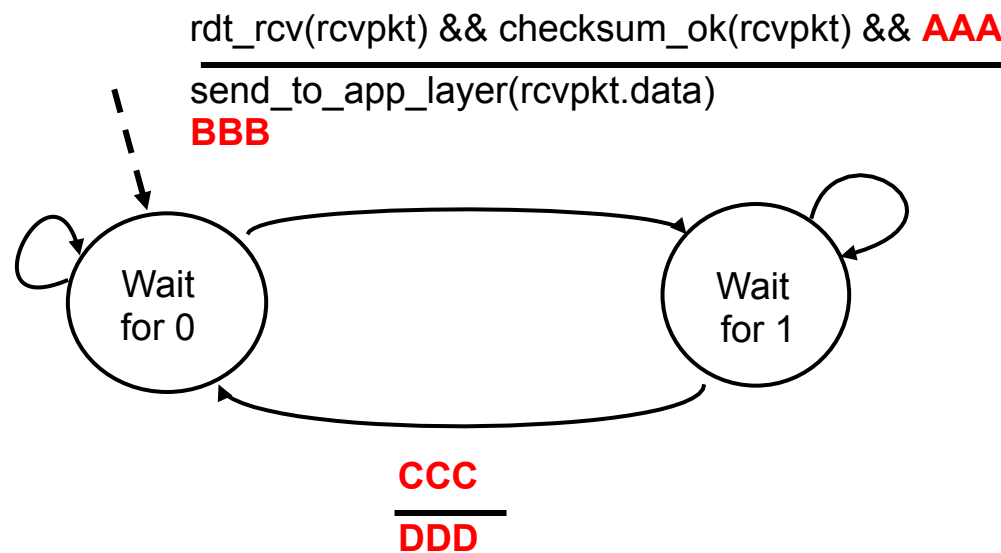 rdt_rcv(rcvpkt) && checksum_ok(rcvpkt) && AAA
send_to_app_layer(rcvpkt.data)
BBB
Wait
for 0
Wait
for 1
CCC
DDD